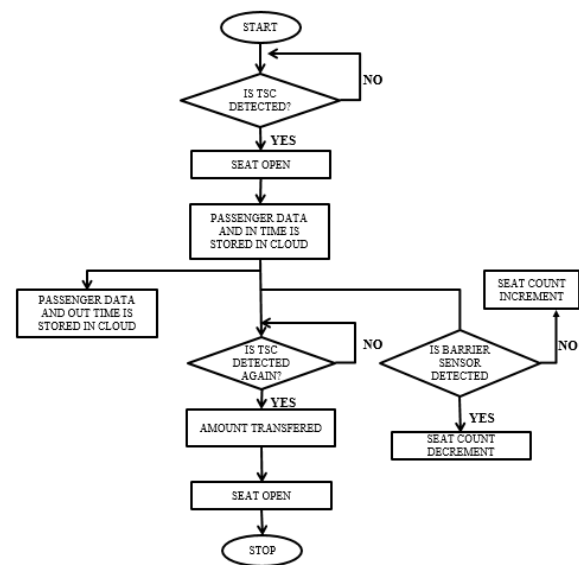 START
NO
IS TSC
DETECTED?
YES
SEAT OPEN
PASSENGER DATA
AND IN TIME IS
STORED IN CLOUD
PASSENGER DATA
AND OUT TIME IS
STORED IN CLOUD
SEAT COUNT
INCREMENT
IS TSC
DETECTED
AGAIN?
NO
IS BARRIER
SENSOR
DETECTED
NO
YES
AMOUNT TRANSFERED
YES
SEAT COUNT
DECREMENT
SEAT OPEN
STOP